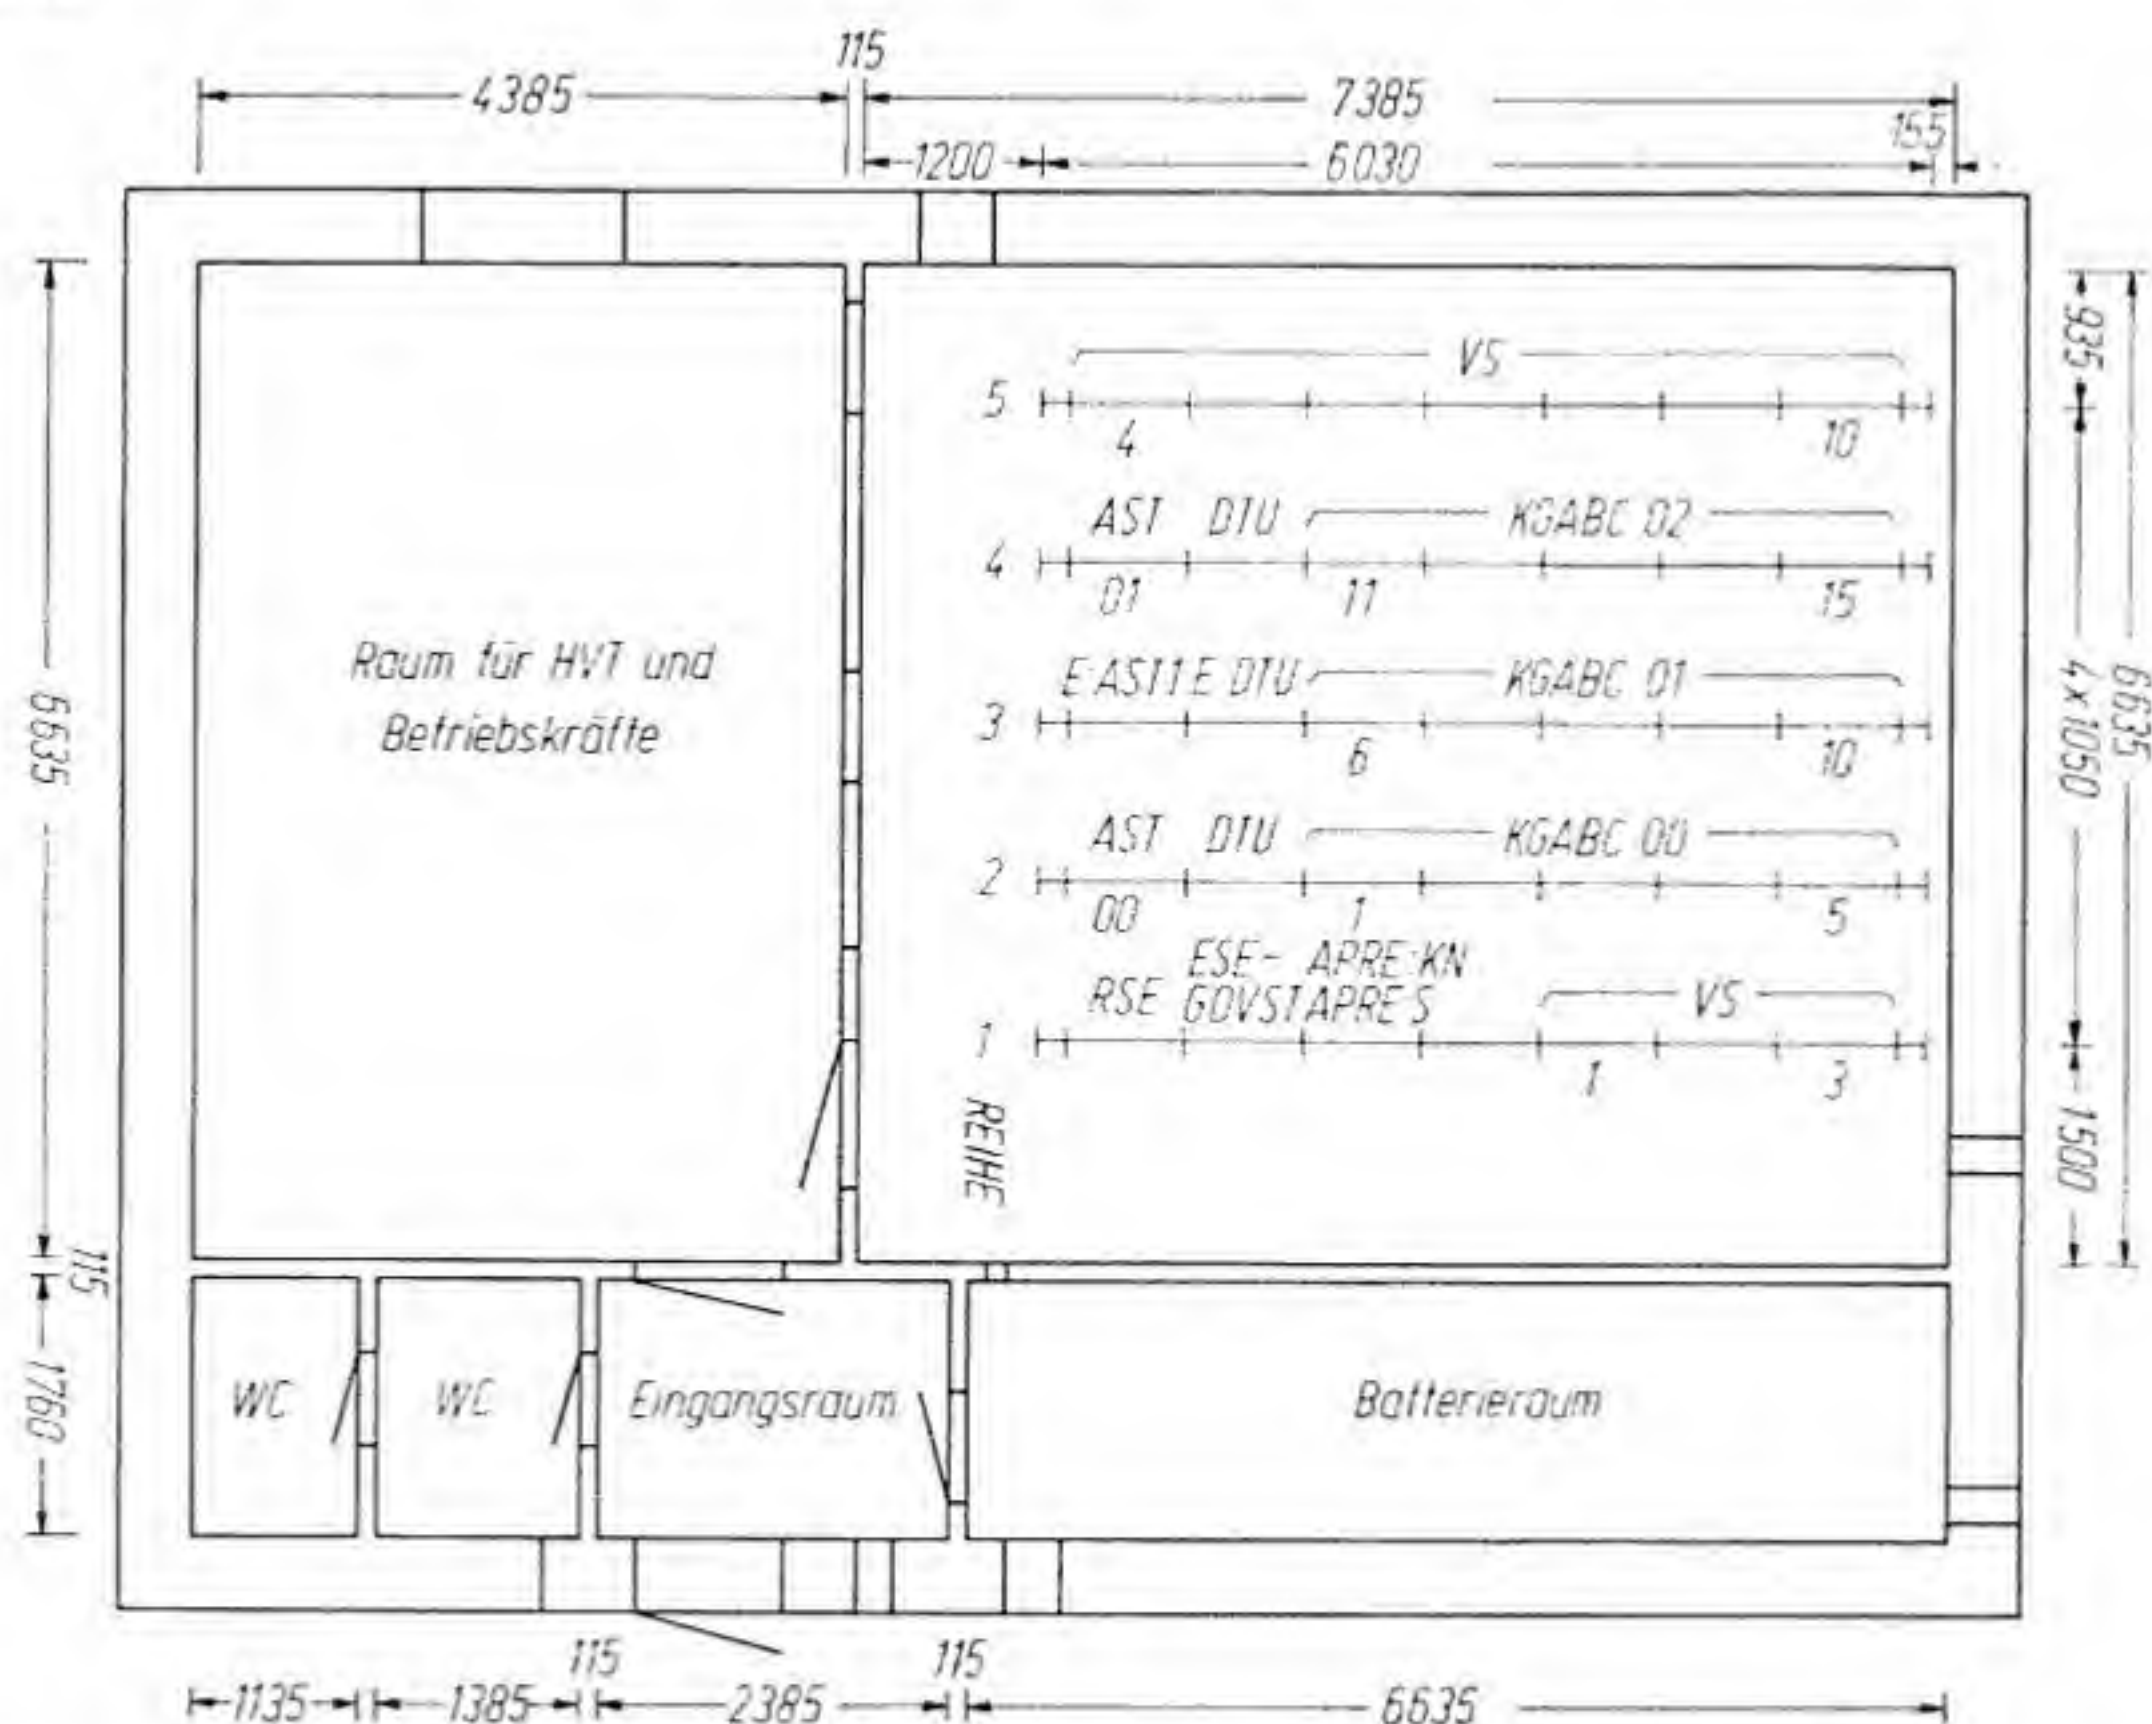 115
4385
7385
155
1200
6030
935
VS
5
4
10
AST DTU KGABC 02
4
01
11
15
6635
Raum für HVT und
Betriebskräfte
E:AST1 E DTU KGABC 01
3
6
10
6635
4x1050
AST DTU KGABC 00
2
00
1
5
ESE- APRE:KN
RSE GDVST APRE S
VS
1
1
3
REIHE
1500
115
1760
WC
WC
Eingangsraum
Batterieraum
115
115
1135
1385
2385
6635